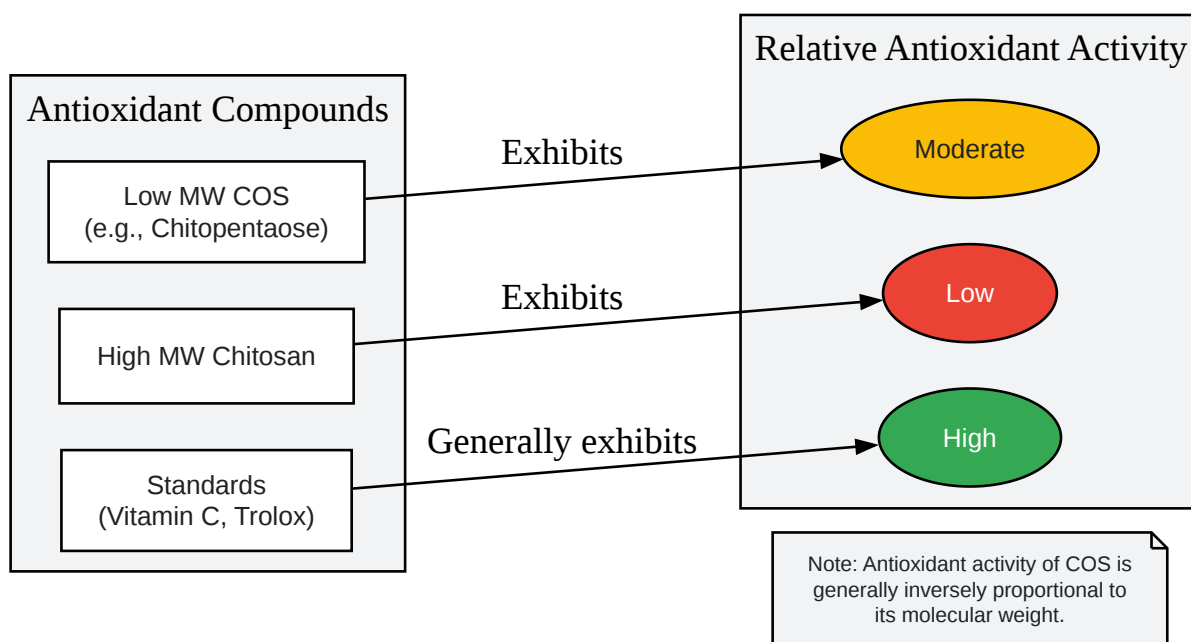 Relative Antioxidant Activity
Antioxidant Compounds
Low MW COS
(e.g., Chitopentaose)
Exhibits
Moderate
High MW Chitosan
Exhibits
Low
Standards
(Vitamin C, Trolox)
Generally exhibits
High
Note: Antioxidant activity of COS is
generally inversely proportional to
its molecular weight.